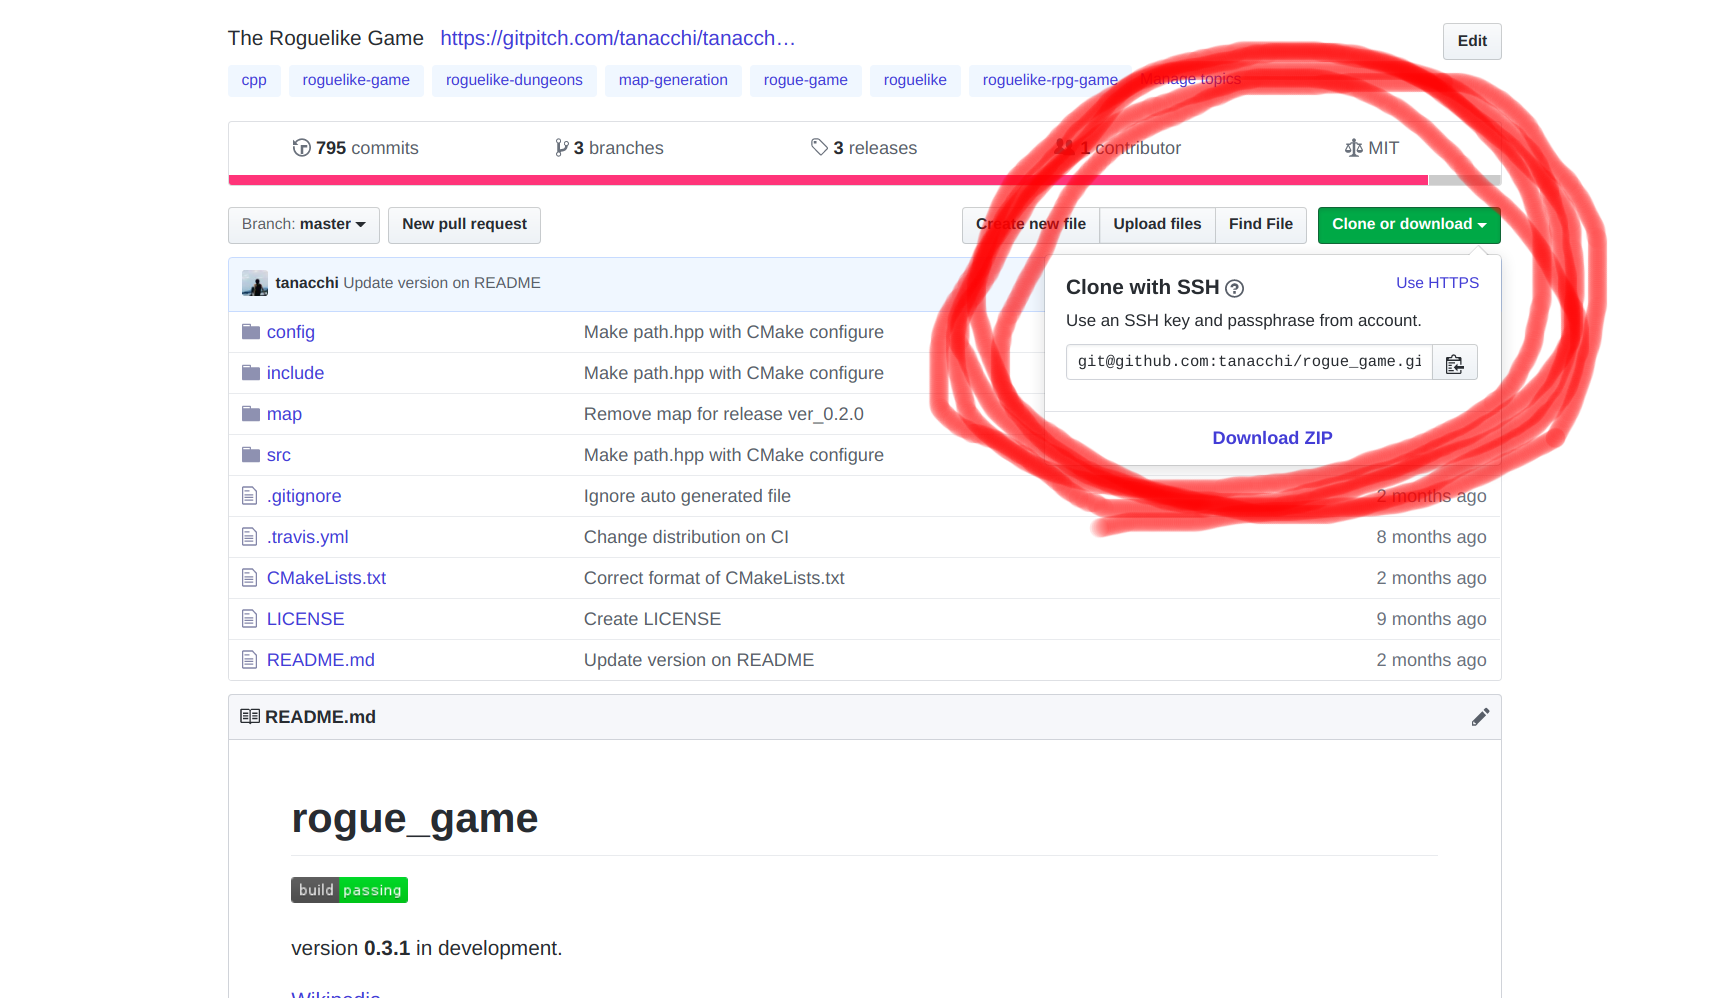 The Roguelike Game https://gitpitch.com/tanacchi/tanacch… Edit
cpp roguelike-game roguelike-dungeons map-generation rogue-game roguelike roguelike-rpg-game Manage topics
795 commits 3 branches 3 releases 1 contributor MIT
Branch: master New pull request Create new file Upload files Find File Clone or download
tanacchi Update version on README
Clone with SSH ? Use HTTPS
Use an SSH key and passphrase from account.
git@github.com:tanacchi/rogue_game.gi
Download ZIP
config Make path.hpp with CMake configure
include Make path.hpp with CMake configure
map Remove map for release ver_0.2.0
src Make path.hpp with CMake configure
.gitignore Ignore auto generated file 2 months ago
.travis.yml Change distribution on CI 8 months ago
CMakeLists.txt Correct format of CMakeLists.txt 2 months ago
LICENSE Create LICENSE 9 months ago
README.md Update version on README 2 months ago
README.md
rogue_game
build passing
version 0.3.1 in development.
Wikipedia